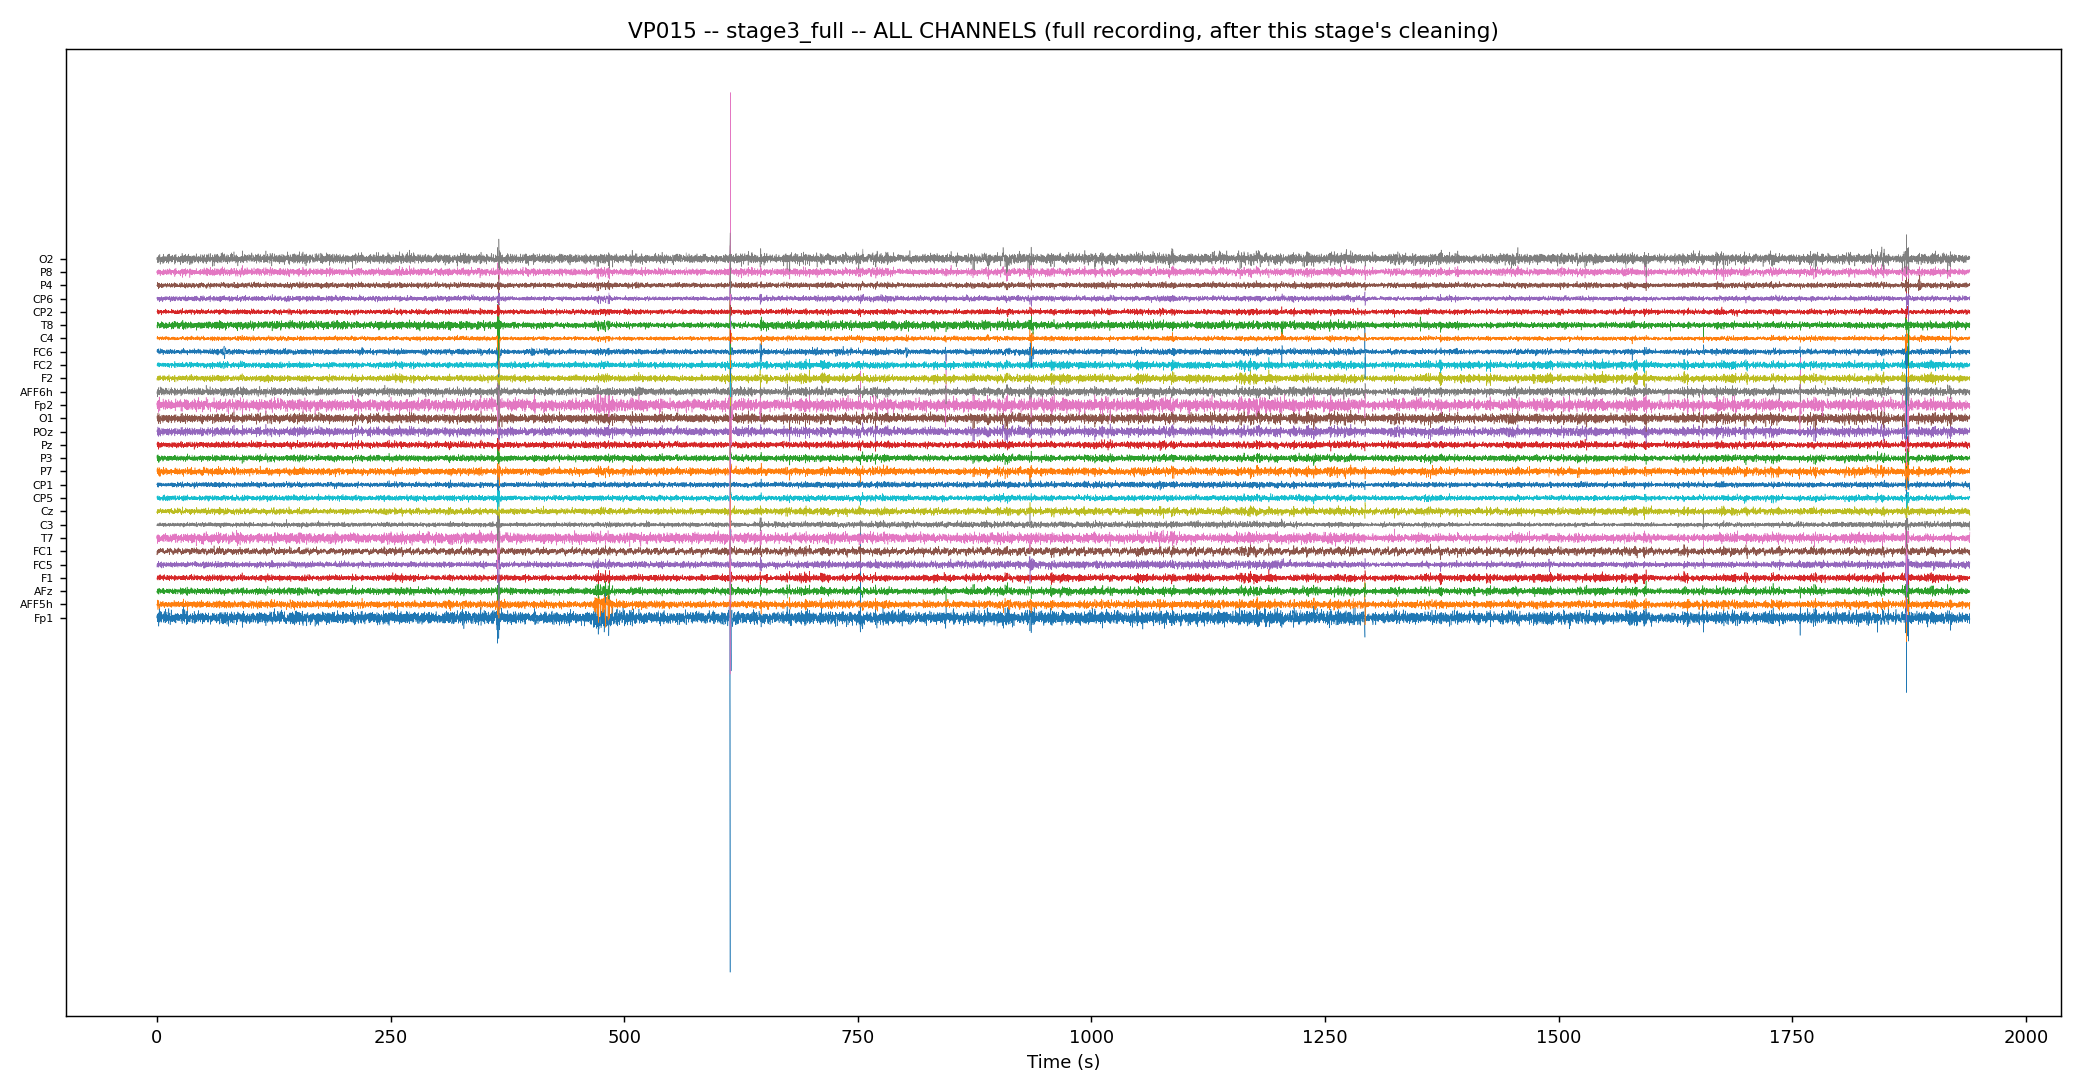 VP015 -- stage3_full -- ALL CHANNELS (full recording, after this stage's cleaning)
O2
P8
P4
CP6
CP2
T8
C4
FC6
FC2
F2
AFF6h
Fp2
O1
POz
Pz
P3
P7
CP1
CP5
Cz
C3
T7
FC1
FC5
F1
AFz
AFF5h
Fp1
0 250 500 750 1000 1250 1500 1750 2000
Time (s)